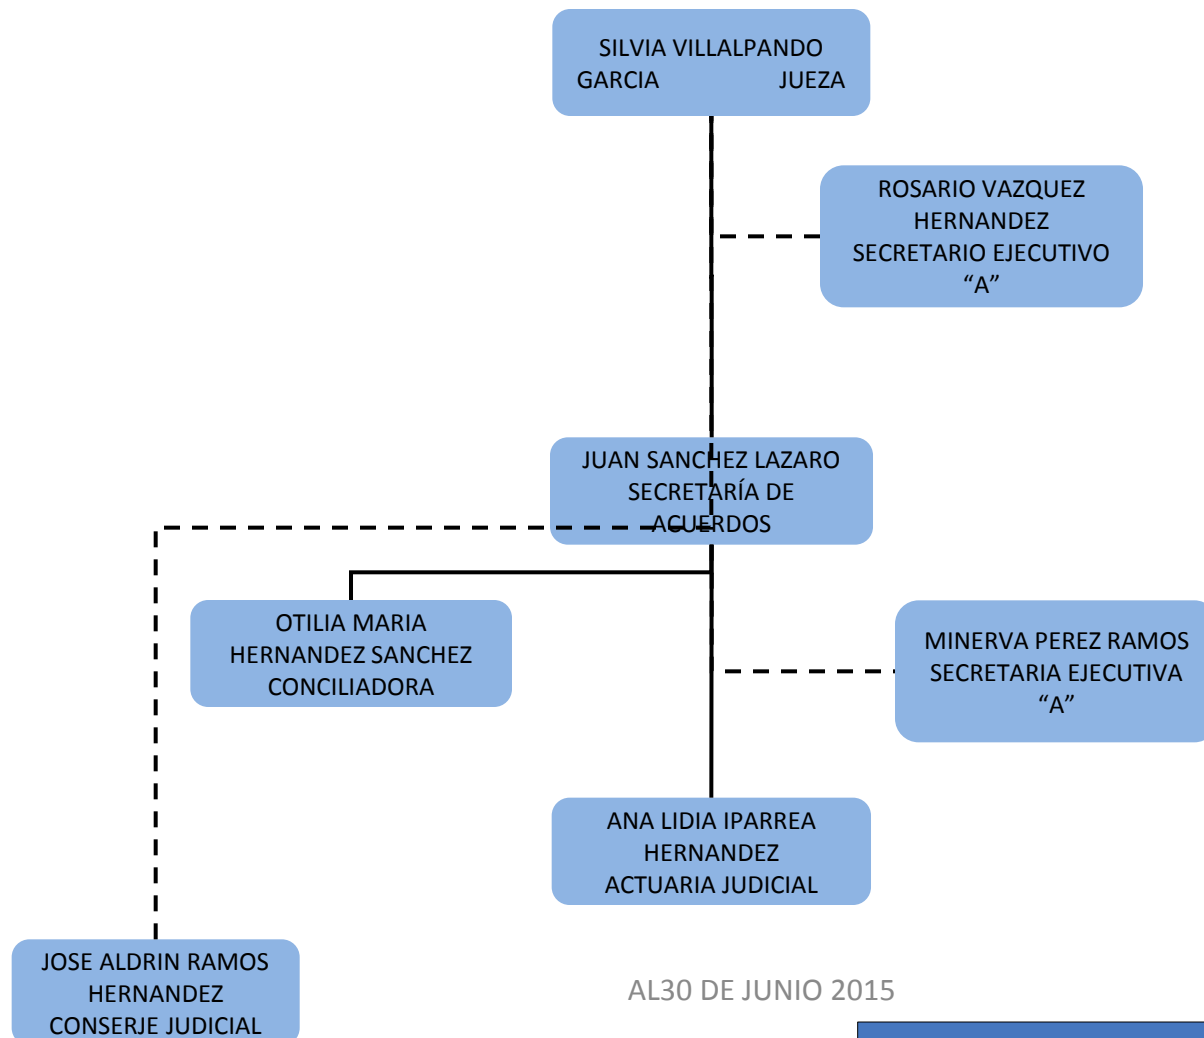 SILVIA VILLALPANDO
GARCIA JUEZA
ROSARIO VAZQUEZ
HERNANDEZ
SECRETARIO EJECUTIVO
“A”
JUAN SANCHEZ LAZARO
SECRETARÍA DE
ACUERDOS
OTILIA MARIA
HERNANDEZ SANCHEZ
CONCILIADORA
MINERVA PEREZ RAMOS
SECRETARIA EJECUTIVA
“A”
ANA LIDIA IPARREA
HERNANDEZ
ACTUARIA JUDICIAL
JOSE ALDRIN RAMOS
HERNANDEZ
CONSERJE JUDICIAL
AL30 DE JUNIO 2015